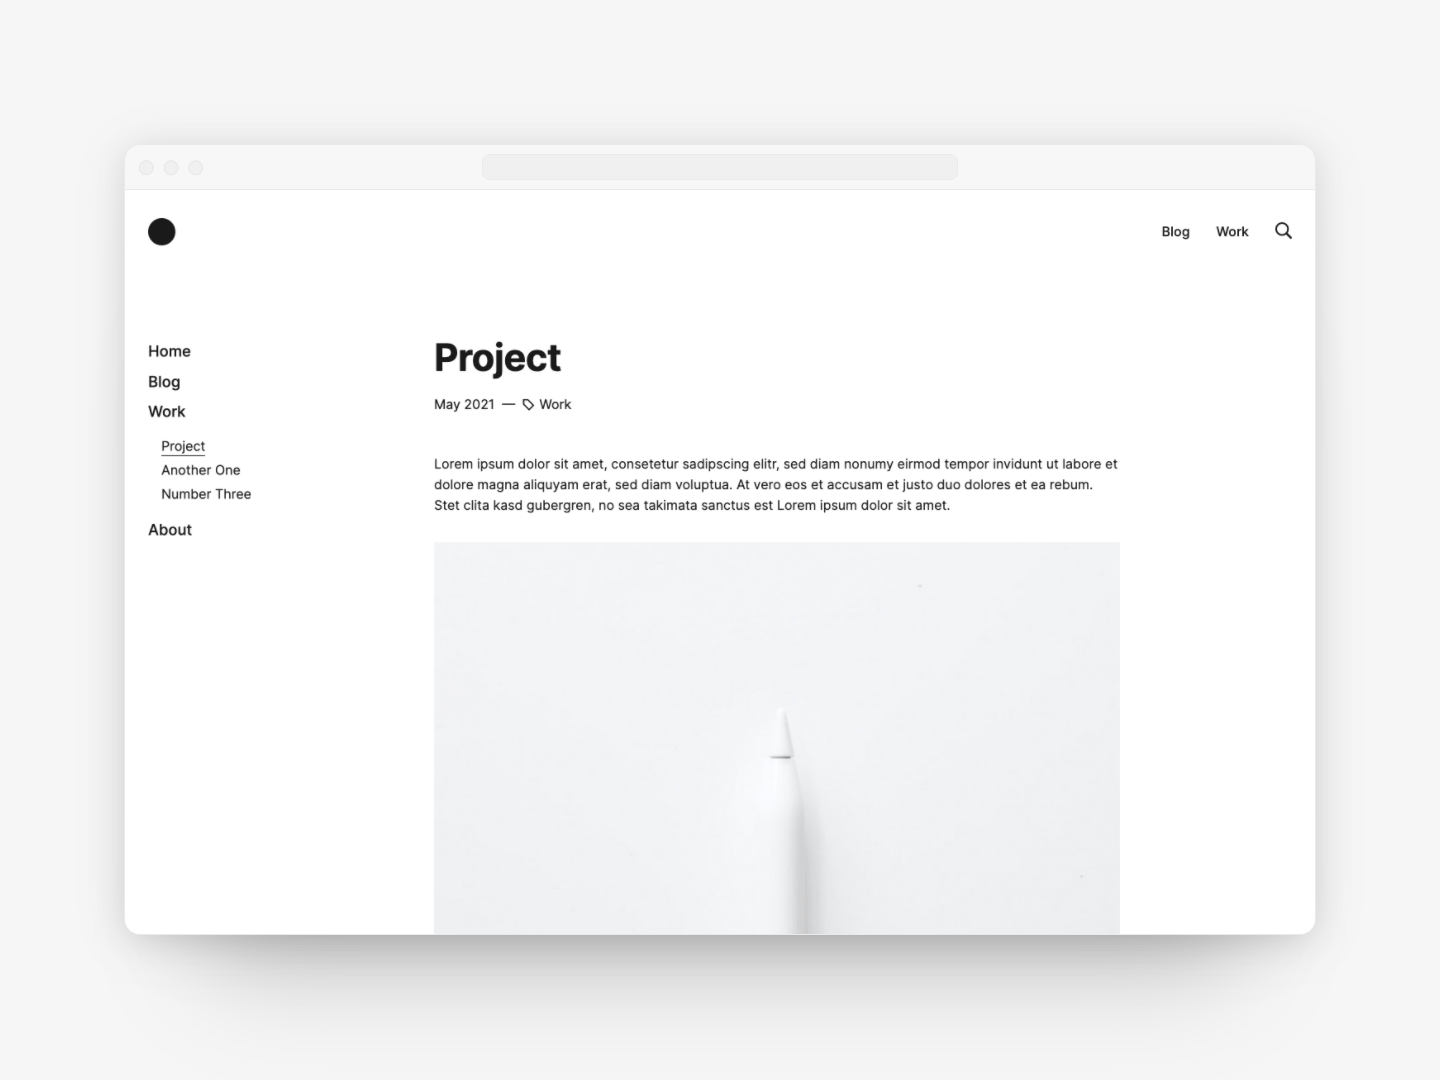 Blog Work
Home
Blog
Work
Project
Another One
Number Three
About
Project
May 2021 — Work
Lorem ipsum dolor sit amet, consetetur sadipscing elitr, sed diam nonumy eirmod tempor invidunt ut labore et
dolore magna aliquyam erat, sed diam voluptua. At vero eos et accusam et justo duo dolores et ea rebum.
Stet clita kasd gubergren, no sea takimata sanctus est Lorem ipsum dolor sit amet.